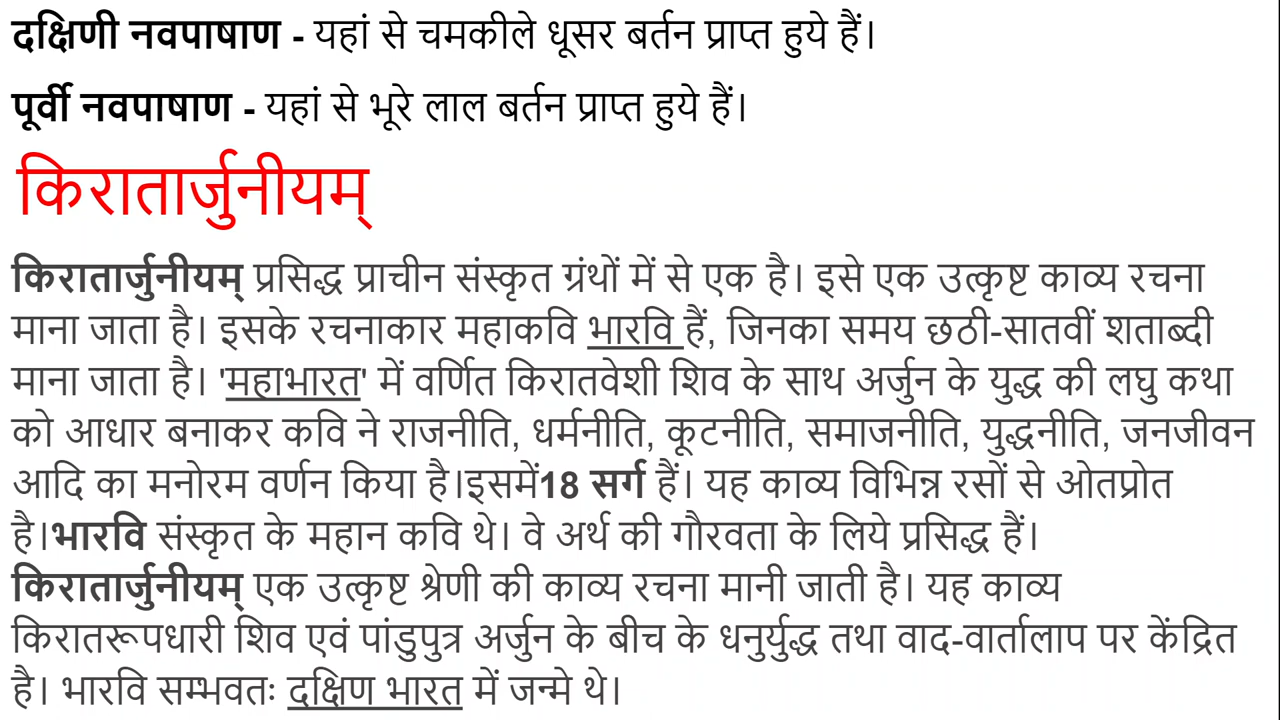 दक्षिणी नवपाषाण - यहां से चमकीले धूसर बर्तन प्राप्त हुये हैं।
पूर्वी नवपाषाण - यहां से भूरे लाल बर्तन प्राप्त हुये हैं।
किरातार्जुनीयम्
किरातार्जुनीयम् प्रसिद्ध प्राचीन संस्कृत ग्रंथों में से एक है। इसे एक उत्कृष्ट काव्य रचना
माना जाता है। इसके रचनाकार महाकवि भारवि हैं, जिनका समय छठी-सातवीं शताब्दी
माना जाता है। 'महाभारत' में वर्णित किरातवेशी शिव के साथ अर्जुन के युद्ध की लघु कथा
को आधार बनाकर कवि ने राजनीति, धर्मनीति, कूटनीति, समाजनीति, युद्धनीति, जनजीवन
आदि का मनोरम वर्णन किया है।इसमें18 सर्ग हैं। यह काव्य विभिन्न रसों से ओतप्रोत
है।भारवि संस्कृत के महान कवि थे। वे अर्थ की गौरवता के लिये प्रसिद्ध हैं।
किरातार्जुनीयम् एक उत्कृष्ट श्रेणी की काव्य रचना मानी जाती है। यह काव्य
किरातरूपधारी शिव एवं पांडुपुत्र अर्जुन के बीच के धनुर्युद्ध तथा वाद-वार्तालाप पर केंद्रित
है। भारवि सम्भवतः दक्षिण भारत में जन्मे थे।